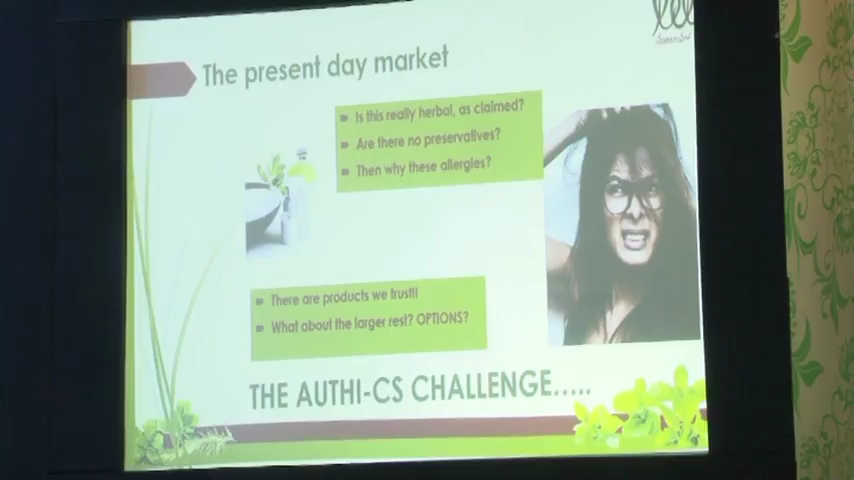 The present day market
Is this really herbal, as claimed?
Are there no preservatives?
Then why these allergies?
There are products we trust!!
What about the larger rest? OPTIONS?
THE AUTHI-CS CHALLENGE.....